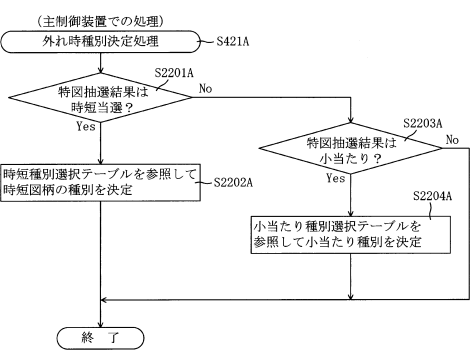 （主制御装置での処理）
外れ時種別決定処理
S421A
S2201A
特図抽選結果は
時短当選？
No
Yes
S2203A
特図抽選結果は
小当たり？
No
Yes
時短種別選択テーブルを参照して
時短図柄の種別を決定
S2202A
S2204A
小当たり種別選択テーブルを
参照して小当たり種別を決定
終　了